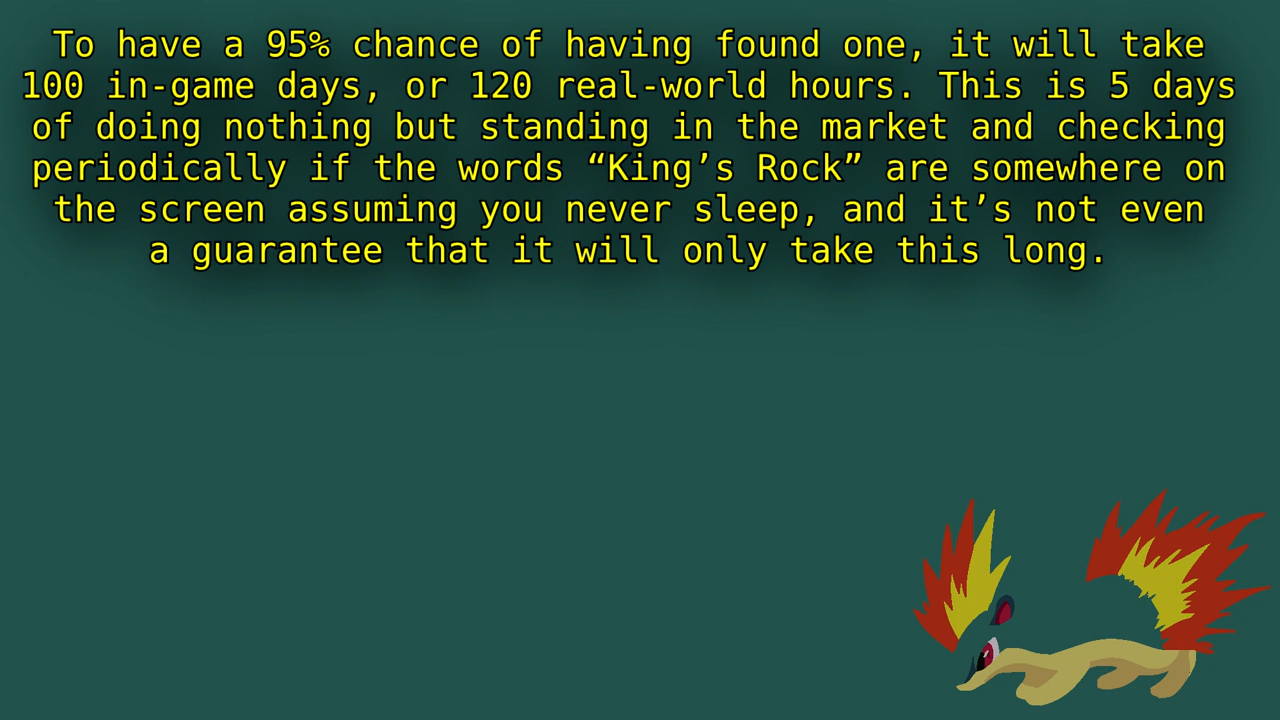 To have a 95% chance of having found one, it will take
100 in-game days, or 120 real-world hours. This is 5 days
of doing nothing but standing in the market and checking
periodically if the words “King’s Rock” are somewhere on
the screen assuming you never sleep, and it’s not even
a guarantee that it will only take this long.